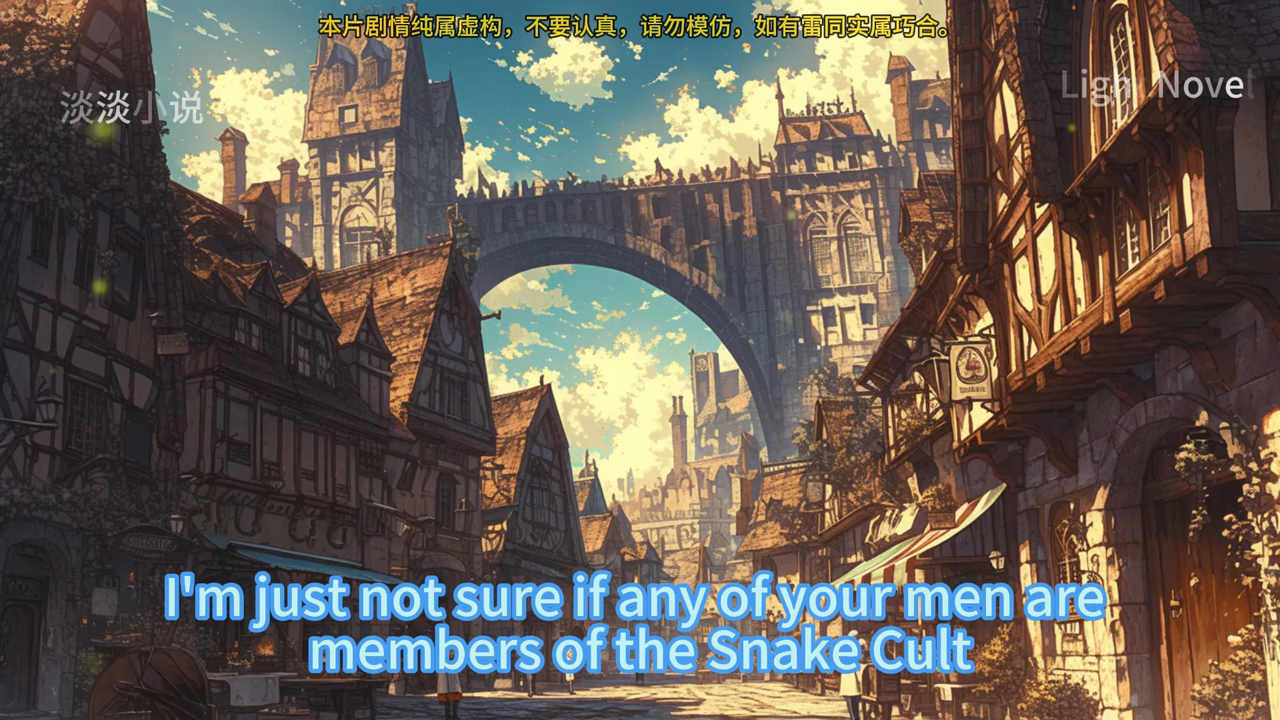 本片剧情纯属虚构，不要认真，请勿模仿，如有雷同实属巧合。
淡淡小说
Light Novel
I'm just not sure if any of your men are
members of the Snake Cult